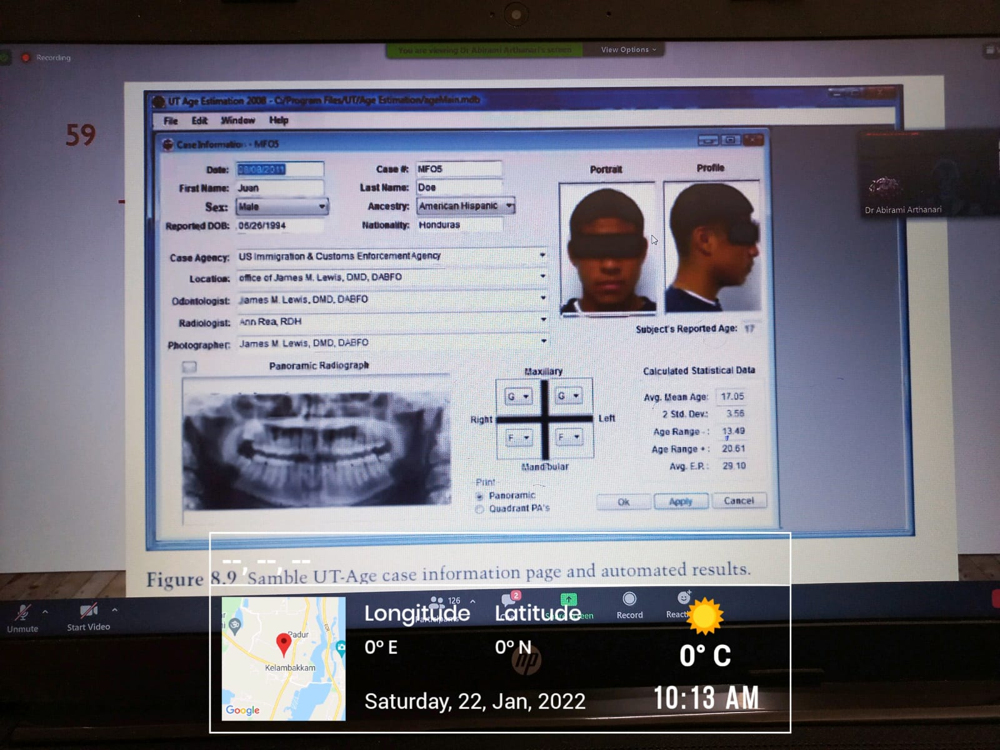 Recording
You are viewing Dr Abirami Arthanari's screen
View Options
59
UT Age Estimation 2008 - C:/Program Files/UT/Age Estimation/ageMain.mdb
File Edit Window Help
Case Information - MFO5
Date: 08/08/2011 Case #: MFO5
First Name: Juan Last Name: Doe
Sex: Male Ancestry: American Hispanic
Reported DOB: 06/26/1994 Nationality: Honduras
Portrait Profile
Case Agency: US Immigration & Customs Enforcement Agency
Location: office of James M. Lewis, DMD, DABFO
Odontologist: James M. Lewis, DMD, DABFO
Radiologist: Ann Rea, RDH
Photographer: James M. Lewis, DMD, DABFO
Subject's Reported Age: 17
Dr Abirami Arthanari
Panoramic Radiograph
Maxillary
G G
Right Left
F F
Mandibular
Print
Panoramic
Quadrant PA's
Calculated Statistical Data
Avg. Mean Age: 17.05
2 Std. Dev.: 3.56
Age Range - : 13.49
Age Range + : 20.61
Avg. E.P.: 29.10
Ok Apply Cancel
Figure 8.9 Samble UT-Age case information page and automated results.
--, --, --
Unmute
Start Video
126
Participants
2
Record
Padur
Kelambakkam
ECR
Google
Longitude Latitude
0° E 0° N
hp
0° C
Saturday, 22, Jan, 2022
10:13 AM